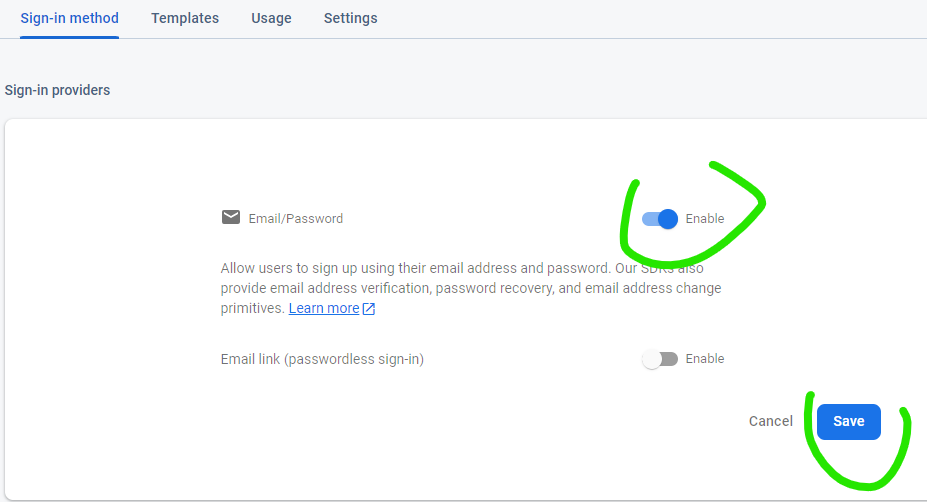 Sign-in method Templates Usage Settings
Sign-in providers
Email/Password Enable
Allow users to sign up using their email address and password. Our SDKs also
provide email address verification, password recovery, and email address change
primitives. Learn more
Email link (passwordless sign-in) Enable
Cancel Save